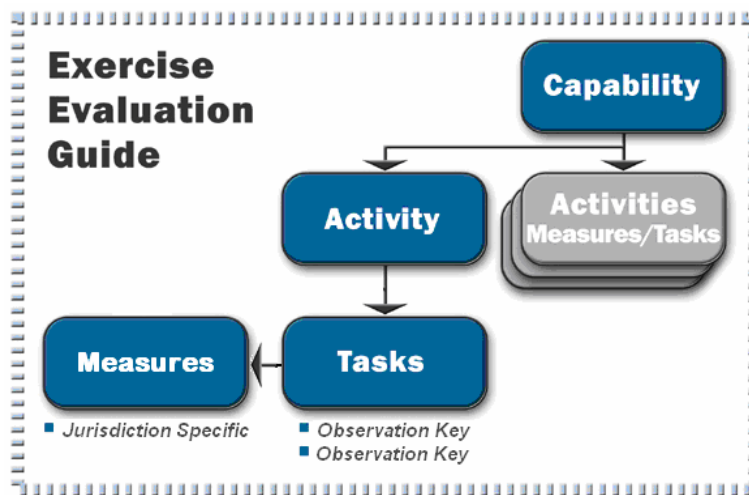 Exercise
Evaluation
Guide
Capability
Activity
Activities
Measures/Tasks
Measures
Tasks
Jurisdiction Specific
Observation Key
Observation Key